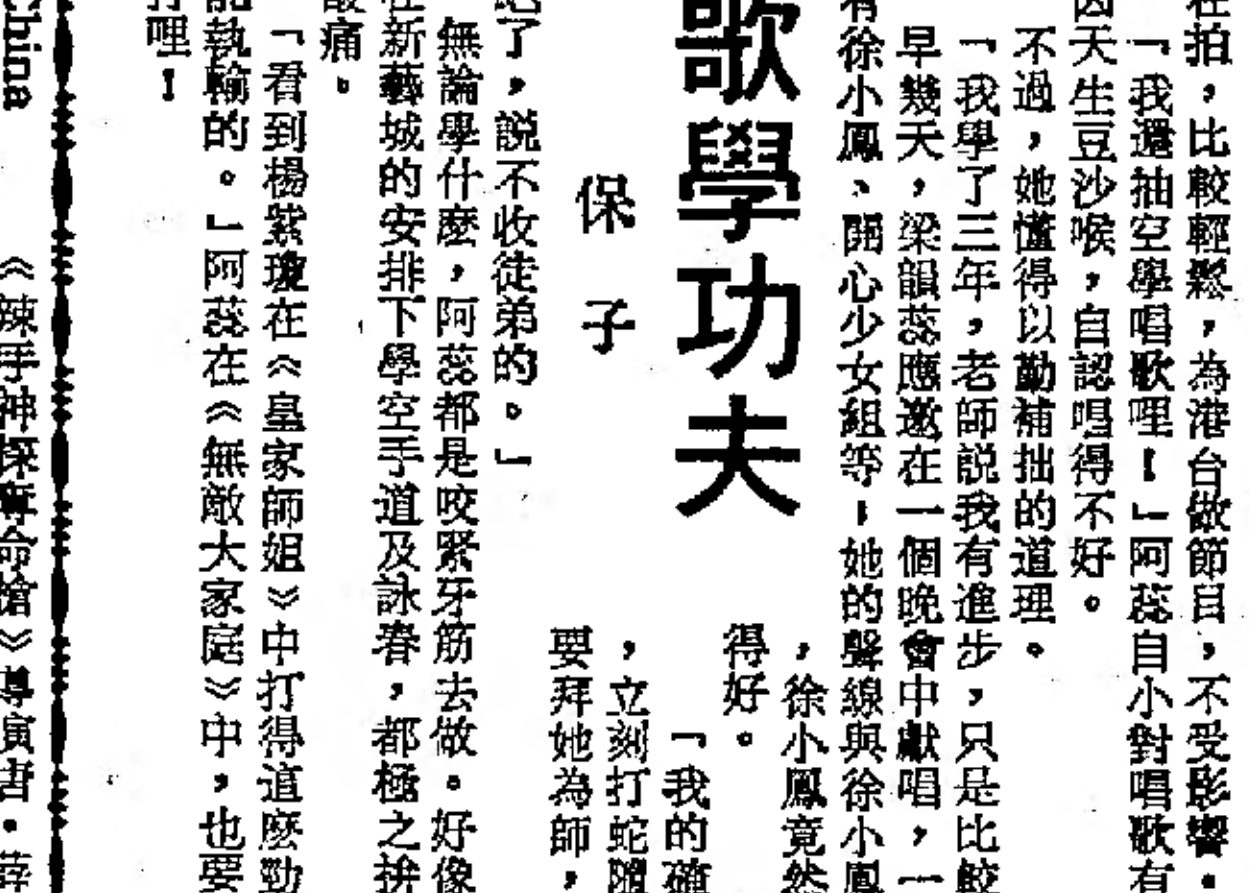 在拍，比較輕鬆，為港台做節目，不受影響。
「我還抽空學唱歌哩！」阿蕊自小對唱歌有
因天生豆沙喉，自認唱得不好。
不過，她懂得以勤補拙的道理。
「我學了三年，老師說我有進步，只是比較
早幾天，梁韻蕊應邀在一個晚會中獻唱，一
有徐小鳳、開心少女組等！她的聲線與徐小鳳
，徐小鳳竟然
得好。
「我的確
，立刻打蛇隨
要拜她為師，
歌學功夫
保子
了，說不收徒弟的。」
無論學什麼，阿蕊都是咬緊牙筋去做。好像
在新藝城的安排下學空手道及詠春，都極之拚
酸痛。
「看到楊紫瓊在《皇家師姐》中打得這麼勁
執輸的。」阿蕊在《無敵大家庭》中，也要
打哩！
China
《辣手神探奪命槍》導演書·薛